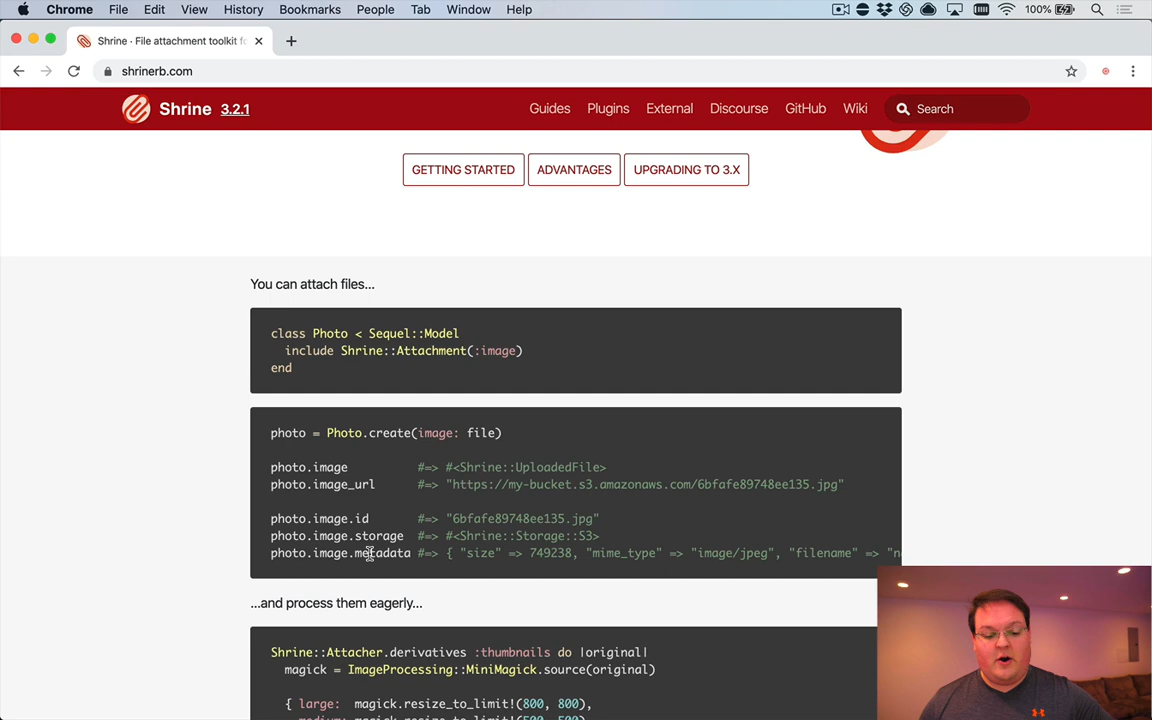 Chrome File Edit View History Bookmarks People Tab Window Help 100%
Shrine · File attachment toolkit fo
shrinerb.com
Shrine 3.2.1 Guides Plugins External Discourse GitHub Wiki Search
GETTING STARTED ADVANTAGES UPGRADING TO 3.X
You can attach files...
class Photo < Sequel::Model
include Shrine::Attachment(:image)
end
photo = Photo.create(image: file)
photo.image #=> #<Shrine::UploadedFile>
photo.image_url #=> "https://my-bucket.s3.amazonaws.com/6bfafe89748ee135.jpg"
photo.image.id #=> "6bfafe89748ee135.jpg"
photo.image.storage #=> #<Shrine::Storage::S3>
photo.image.metadata #=> { "size" => 749238, "mime_type" => "image/jpeg", "filename" => "n
...and process them eagerly...
Shrine::Attacher.derivatives :thumbnails do |original|
magick = ImageProcessing::MiniMagick.source(original)
{ large: magick.resize_to_limit!(800, 800),
medium: magick.resize_to_limit!(500, 500)